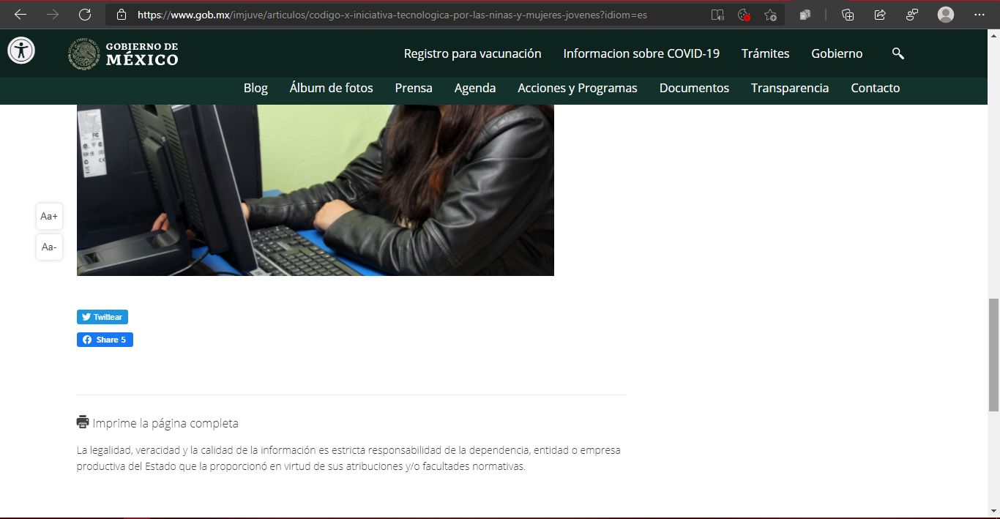 https://www.gob.mx/imjuve/articulos/codigo-x-iniciativa-tecnologica-por-las-ninas-y-mujeres-jovenes?idiom=es
GOBIERNO DE
MÉXICO
Registro para vacunación Informacion sobre COVID-19 Trámites Gobierno
Blog Álbum de fotos Prensa Agenda Acciones y Programas Documentos Transparencia Contacto
FC
Aa+
Aa-
Twittear
Share 5
Imprime la página completa
La legalidad, veracidad y la calidad de la información es estricta responsabilidad de la dependencia, entidad o empresa
productiva del Estado que la proporcionó en virtud de sus atribuciones y/o facultades normativas.